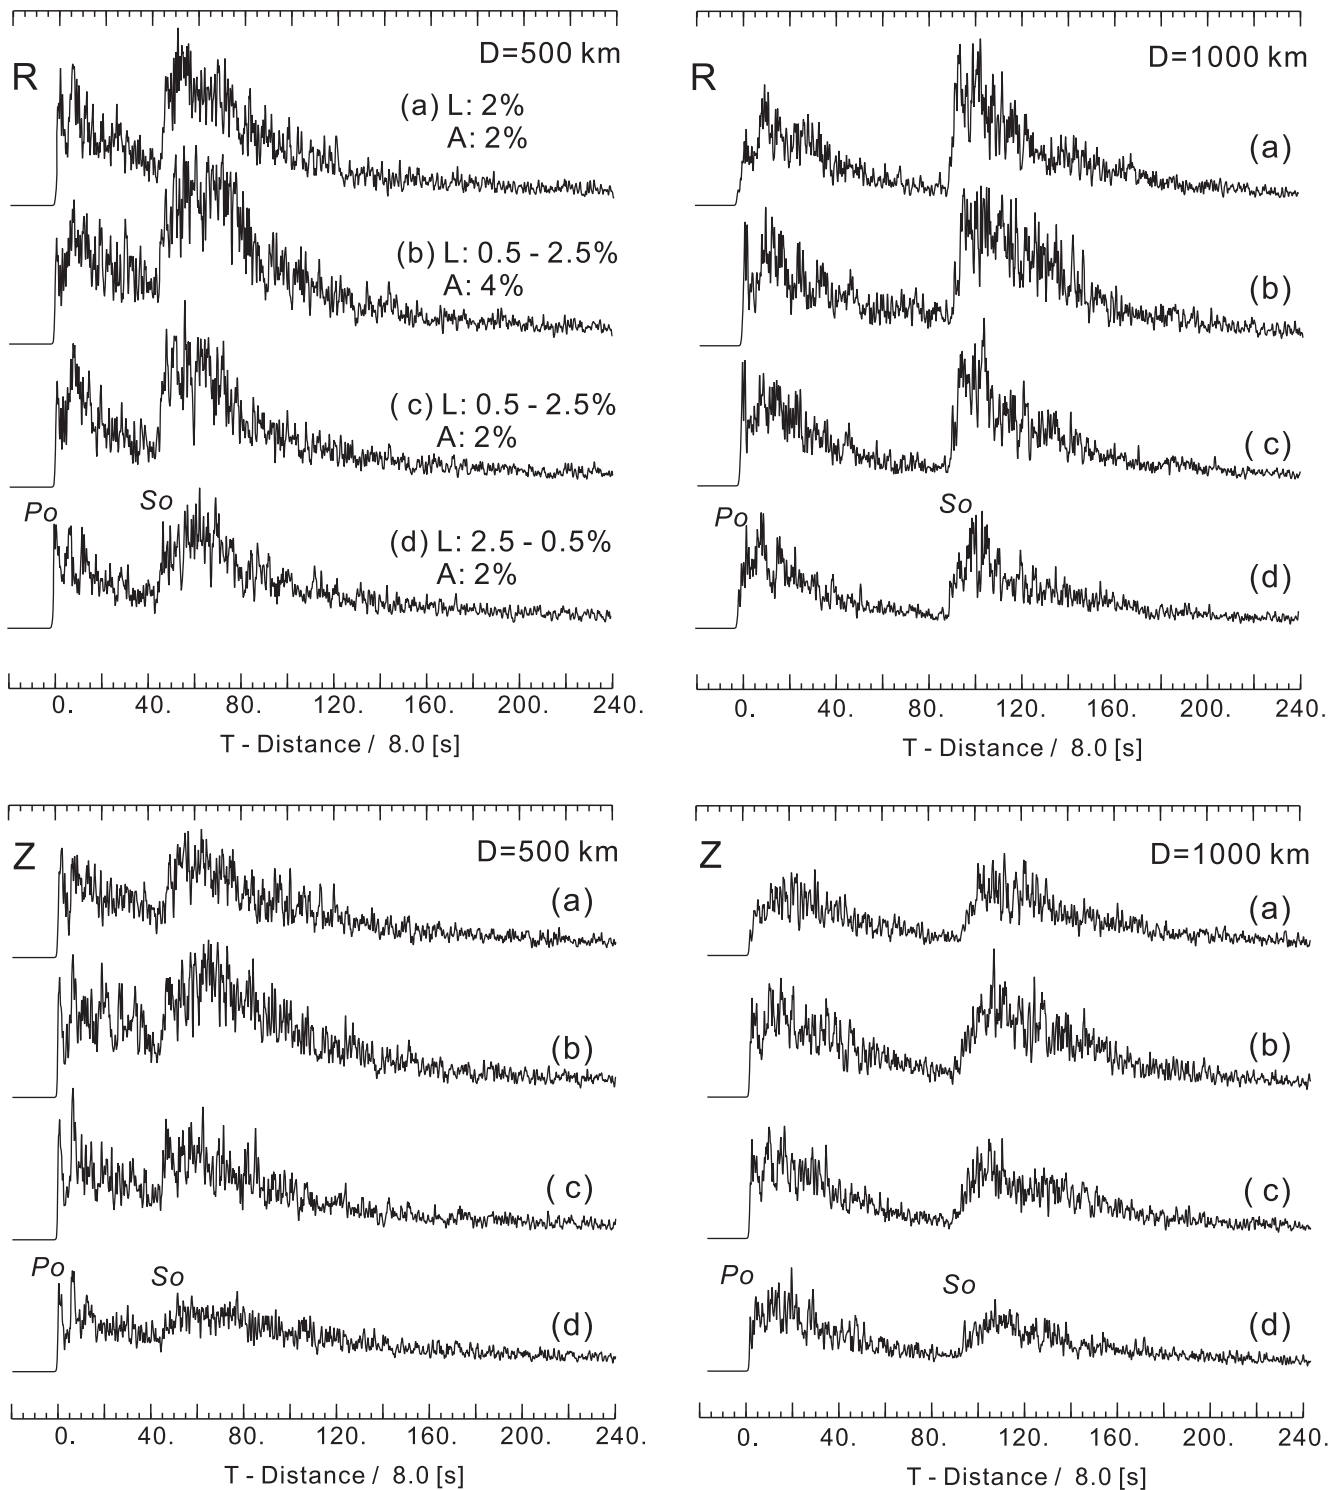 R
D=500 km
(a) L: 2%
A: 2%
(b) L: 0.5 - 2.5%
A: 4%
( c) L: 0.5 - 2.5%
A: 2%
Po
So
(d) L: 2.5 - 0.5%
A: 2%
0. 40. 80. 120. 160. 200. 240.
T - Distance / 8.0 [s]
R
D=1000 km
(a)
(b)
( c)
Po
So
(d)
0. 40. 80. 120. 160. 200. 240.
T - Distance / 8.0 [s]
Z
D=500 km
(a)
(b)
( c)
Po
So
(d)
0. 40. 80. 120. 160. 200. 240.
T - Distance / 8.0 [s]
Z
D=1000 km
(a)
(b)
( c)
Po
So
(d)
0. 40. 80. 120. 160. 200. 240.
T - Distance / 8.0 [s]